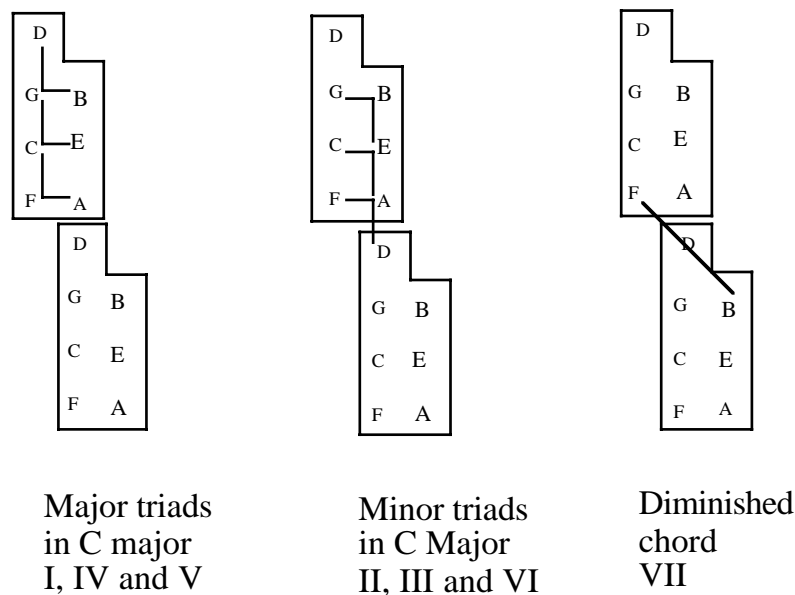 D
G B
C E
F A
D
G B
C E
F A
Major triads
in C major
I, IV and V
D
G B
C E
F A
D
G B
C E
F A
Minor triads
in C Major
II, III and VI
D
G B
C E
F A
D
G B
C E
F A
Diminished
chord
VII